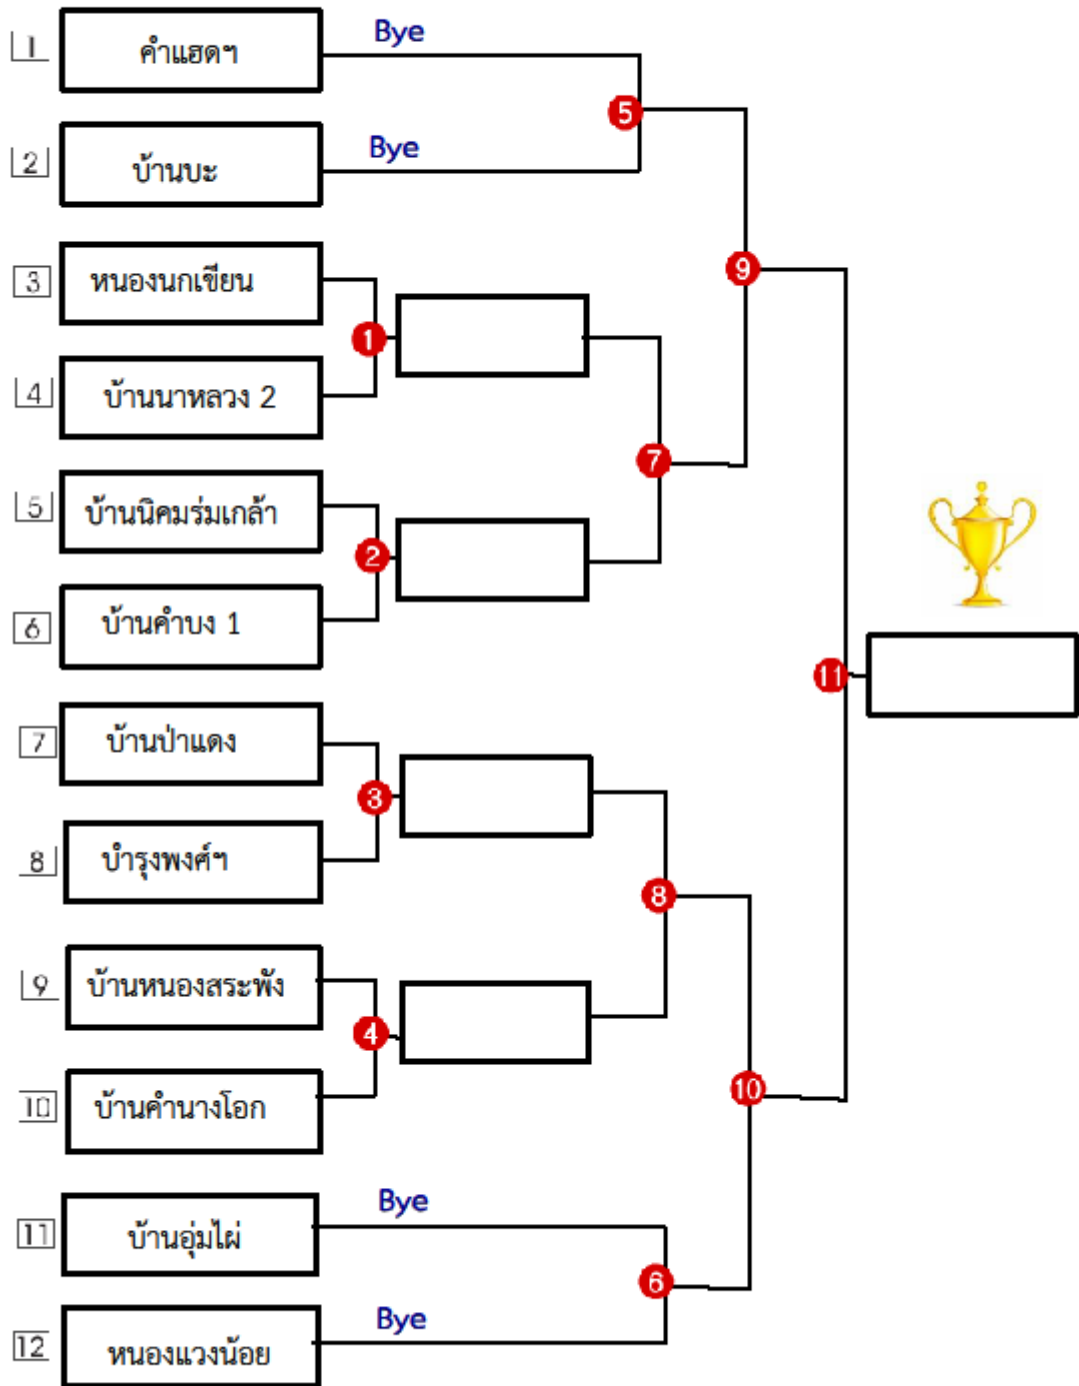 1
คำแฮดฯ
Bye
5
2
บ้านบะ
Bye
9
3
หนองนกเขียน
1
4
บ้านนาหลวง 2
7
5
บ้านนิคมร่มเกล้า
2
6
บ้านคำบง 1
11
7
บ้านป่าแดง
3
8
บำรุงพงศ์ฯ
8
9
บ้านหนองสระพัง
4
10
บ้านคำนางโอก
10
11
บ้านอุ่มไผ่
Bye
6
12
หนองแวงน้อย
Bye